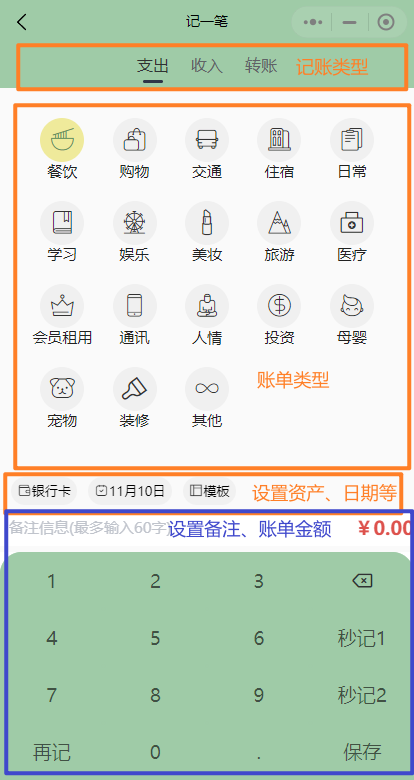 记一笔
支出 收入 转账 记账类型
餐饮 购物 交通 住宿 日常
学习 娱乐 美妆 旅游 医疗
会员租用 通讯 人情 投资 母婴
账单类型
宠物 装修 其他
银行卡 11月10日 模板 设置资产、日期等
备注信息(最多输入60字) 设置备注、账单金额 ¥0.00
1 2 3
4 5 6 秒记1
7 8 9 秒记2
再记 0 . 保存